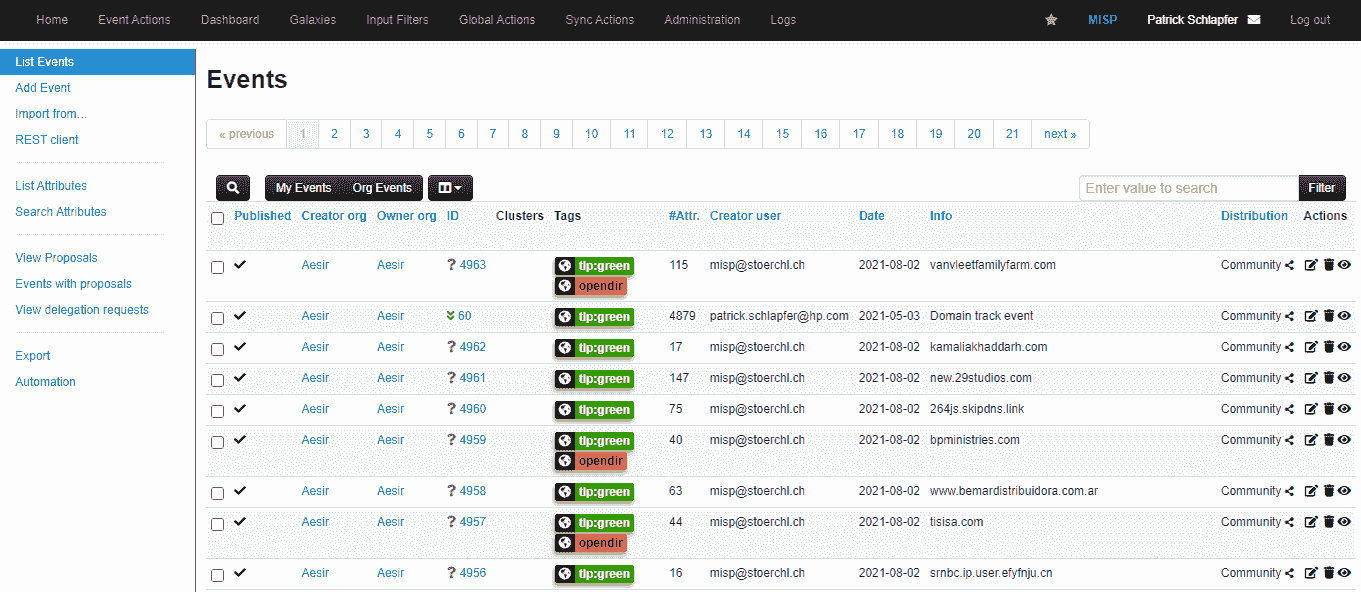 Home Event Actions Dashboard Galaxies Input Filters Global Actions Sync Actions Administration Logs MISP Patrick Schlapfer Log out
List Events
Add Event
Import from...
REST client
List Attributes
Search Attributes
View Proposals
Events with proposals
View delegation requests
Export
Automation
Events
« previous 1 2 3 4 5 6 7 8 9 10 11 12 13 14 15 16 17 18 19 20 21 next »
My Events Org Events Enter value to search Filter
Published Creator org Owner org ID Clusters Tags #Attr. Creator user Date Info Distribution Actions
Aesir Aesir ? 4963 tlp:green 115 misp@stoerchl.ch 2021-08-02 vanvleetfamilyfarm.com Community
opendir
Aesir Aesir 60 tlp:green 4879 patrick.schlapfer@hp.com 2021-05-03 Domain track event Community
Aesir Aesir ? 4962 tlp:green 17 misp@stoerchl.ch 2021-08-02 kamaliakhaddarh.com Community
Aesir Aesir ? 4961 tlp:green 147 misp@stoerchl.ch 2021-08-02 new.29studios.com Community
Aesir Aesir ? 4960 tlp:green 75 misp@stoerchl.ch 2021-08-02 264js.skipdns.link Community
Aesir Aesir ? 4959 tlp:green 40 misp@stoerchl.ch 2021-08-02 bpministries.com Community
opendir
Aesir Aesir ? 4958 tlp:green 63 misp@stoerchl.ch 2021-08-02 www.bemardistribuidora.com.ar Community
Aesir Aesir ? 4957 tlp:green 44 misp@stoerchl.ch 2021-08-02 tisisa.com Community
opendir
Aesir Aesir ? 4956 tlp:green 16 misp@stoerchl.ch 2021-08-02 srnbc.ip.user.efyfnju.cn Community